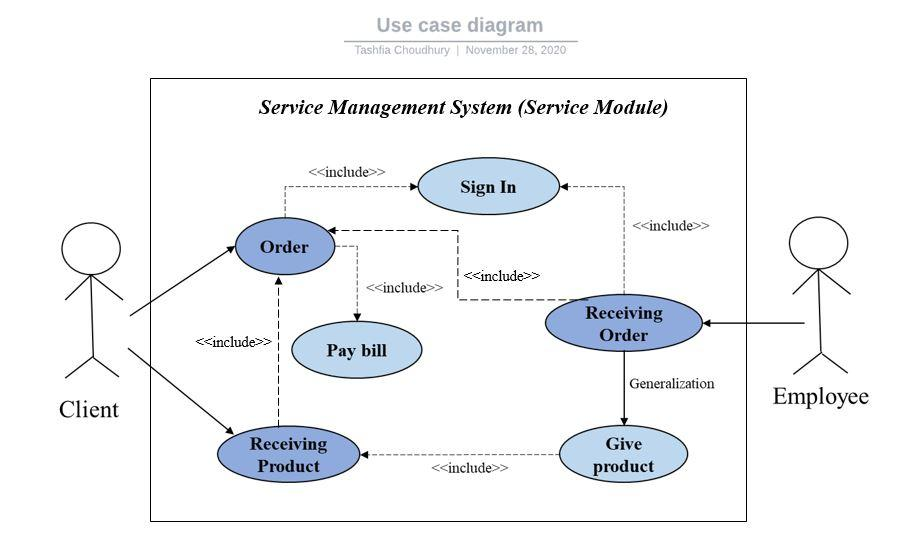 Use case diagram
Tashfia Choudhury | November 28, 2020
Service Management System (Service Module)
<<include>>
Sign In
<<include>>
Order
<<include>>
<<include>>
Receiving
Order
<<include>>
Pay bill
Generalization
Client
Employee
Receiving
Product
Give
product
<<include>>